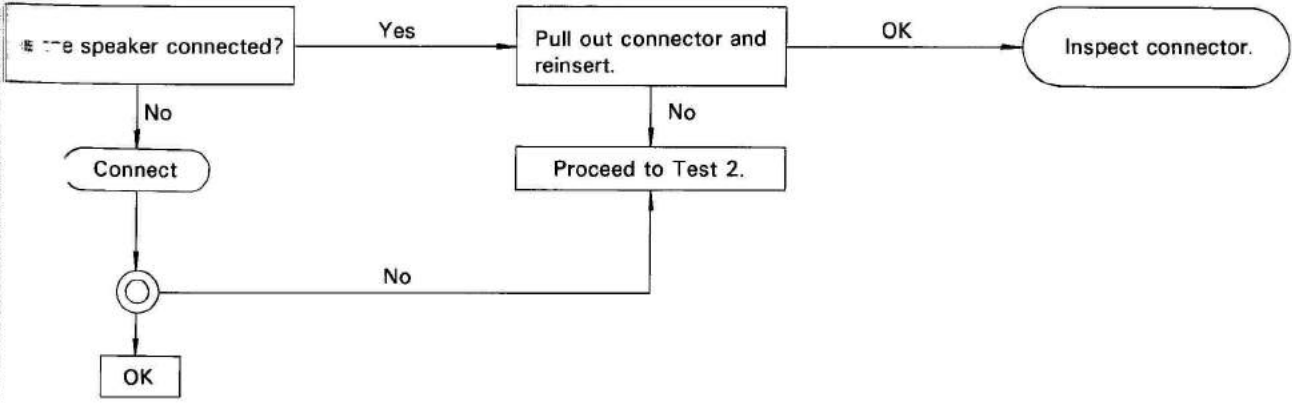 speaker connected?
Yes
Pull out connector and
reinsert.
OK
Inspect connector.
No
No
Connect
Proceed to Test 2.
No
OK